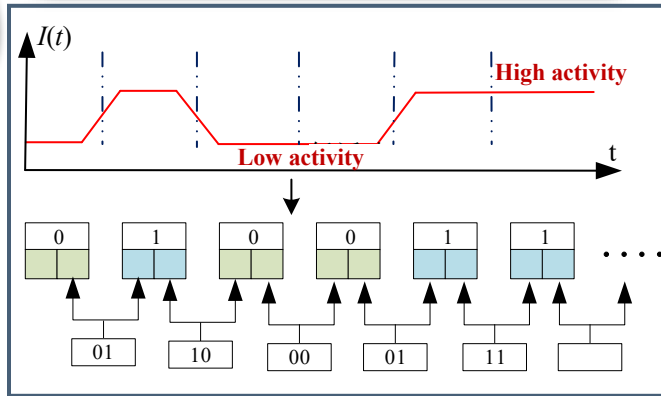 I(t)
High activity
Low activity
t
0 1 0 0 1 1 ....
01 10 00 01 11